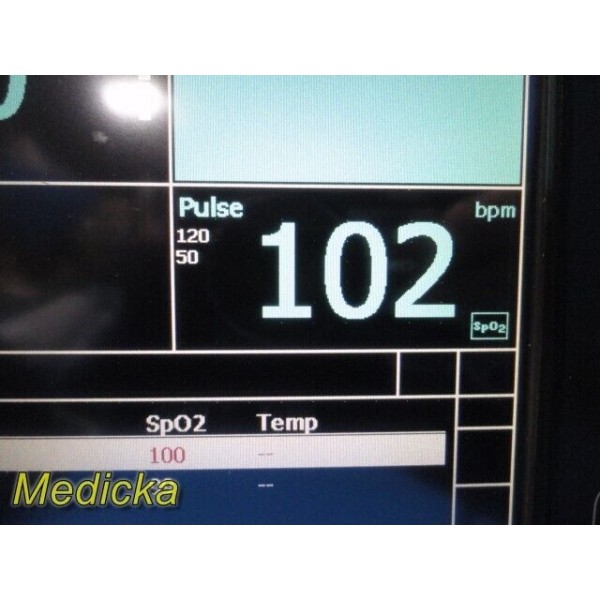 Pulse
bpm
120
50
102
SpO2
SpO2 Temp
100 --
--
Medicka